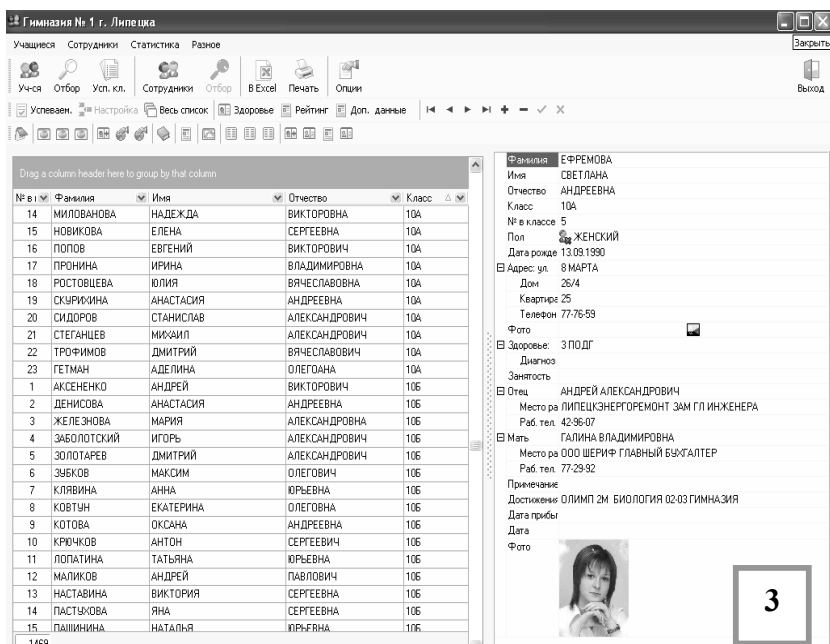 Гимназия № 1 г. Липецка
Учащиеся Сотрудники Статистика Разное
Закрыть
Уч-ся Отбор Усп. кл. Сотрудники Отбор В Excel Печать Опции Выход
Успеваем. Настройка Весь список Здоровье Рейтинг Доп. данные
Drag a column header here to group by that column
№ в Фамилия Имя Отчество Класс
14 МИЛОВАНОВА НАДЕЖДА ВИКТОРОВНА 10А
15 НОВИКОВА ЕЛЕНА СЕРГЕЕВНА 10А
16 ПОПОВ ЕВГЕНИЙ ВИКТОРОВИЧ 10А
17 ПРОНИНА ИРИНА ВЛАДИМИРОВНА 10А
18 РОСТОВЦЕВА ЮЛИЯ ВЯЧЕСЛАВОВНА 10А
19 СКУРИХИНА АНАСТАСИЯ АНДРЕЕВНА 10А
20 СИДОРОВ СТАНИСЛАВ АЛЕКСАНДРОВИЧ 10А
21 СТЕГАНЦЕВ МИХАИЛ АЛЕКСАНДРОВИЧ 10А
22 ТРОФИМОВ ДМИТРИЙ ВЯЧЕСЛАВОВИЧ 10А
23 ГЕТМАН АДЕЛИНА ОЛЕГОАНА 10А
1 АКСЕНЕНКО АНДРЕЙ ВИКТОРОВИЧ 10Б
2 ДЕНИСОВА АНАСТАСИЯ АНДРЕЕВНА 10Б
3 ЖЕЛЕЗНОВА МАРИЯ АЛЕКСАНДРОВНА 10Б
4 ЗАБОЛОТСКИЙ ИГОРЬ АЛЕКСАНДРОВИЧ 10Б
5 ЗОЛОТАРЕВ ДМИТРИЙ АЛЕКСАНДРОВИЧ 10Б
6 ЗУБКОВ МАКСИМ ОЛЕГОВИЧ 10Б
7 КЛЯВИНА АННА ЮРЬЕВНА 10Б
8 КОВТУН ЕКАТЕРИНА ОЛЕГОВНА 10Б
9 КОТОВА ОКСАНА АНДРЕЕВНА 10Б
10 КРЮЧКОВ АНТОН СЕРГЕЕВИЧ 10Б
11 ЛОПАТИНА ТАТЬЯНА ЮРЬЕВНА 10Б
12 МАЛИКОВ АНДРЕЙ ПАВЛОВИЧ 10Б
13 НАСТАВИНА ВИКТОРИЯ СЕРГЕЕВНА 10Б
14 ПАСТУХОВА ЯНА СЕРГЕЕВНА 10Б
15 ПАШИНИНА НАТАЛЬЯ ЮРЬЕВНА 10Б
1469
Фамилия ЕФРЕМОВА
Имя СВЕТЛАНА
Отчество АНДРЕЕВНА
Класс 10А
№ в классе 5
Пол ЖЕНСКИЙ
Дата рожде 13.09.1990
Адрес: ул. 8 МАРТА
Дом 26/4
Квартира 25
Телефон 77-76-59
Фото
Здоровье: 3 ПОДГ
Диагноз
Занятость
Отец АНДРЕЙ АЛЕКСАНДРОВИЧ
Место ра ЛИПЕЦКЭНЕРГОРЕМОНТ ЗАМ ГЛ ИНЖЕНЕРА
Раб. тел. 42-96-07
Мать ГАЛИНА ВЛАДИМИРОВНА
Место ра ООО ШЕРИФ ГЛАВНЫЙ БУХГАЛТЕР
Раб. тел. 77-29-92
Примечание
Достижения ОЛИМП 2М БИОЛОГИЯ 02-03 ГИМНАЗИЯ
Дата прибы
Дата
Фото
3